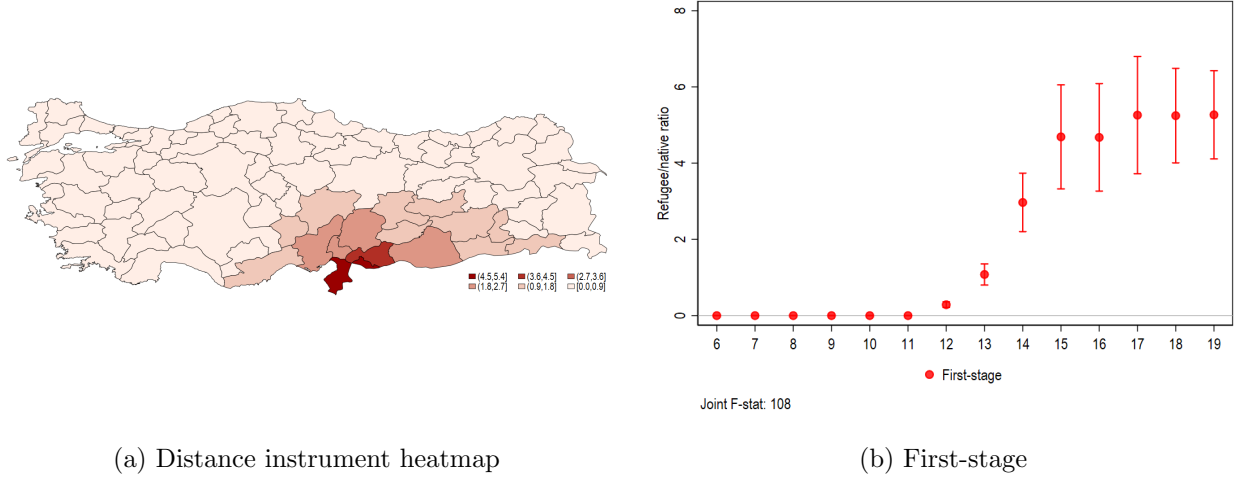 (4.5,5.4] (3.6,4.5] (2.7,3.6]
(1.8,2.7] (0.9,1.8] [0.0,0.9]
8
6
4
2
0
Refugee/native ratio
6 7 8 9 10 11 12 13 14 15 16 17 18 19
First-stage
Joint F-stat: 108
(a) Distance instrument heatmap
(b) First-stage